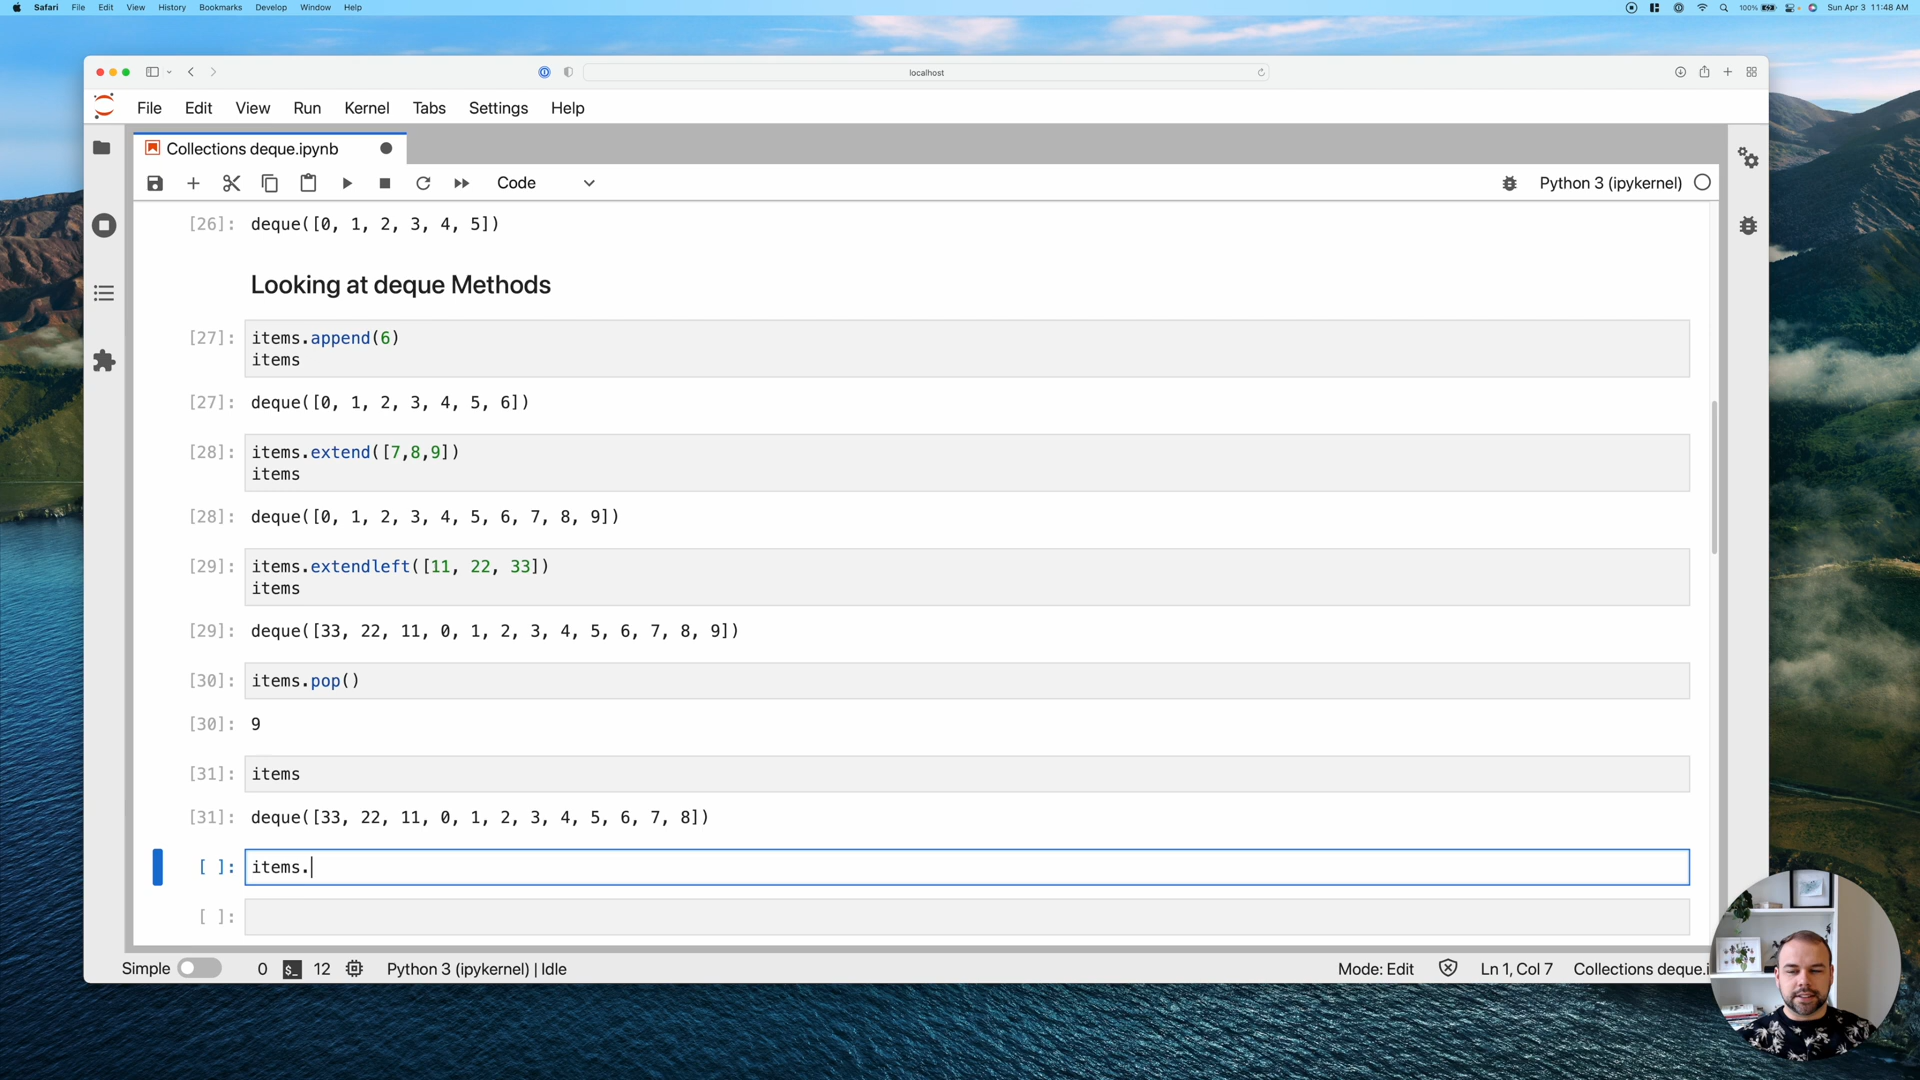 Safari File Edit View History Bookmarks Develop Window Help 100% Sun Apr 3 11:48 AM
localhost
File Edit View Run Kernel Tabs Settings Help
Collections deque.ipynb
Code Python 3 (ipykernel)
[26]: deque([0, 1, 2, 3, 4, 5])
Looking at deque Methods
[27]: items.append(6)
items
[27]: deque([0, 1, 2, 3, 4, 5, 6])
[28]: items.extend([7,8,9])
items
[28]: deque([0, 1, 2, 3, 4, 5, 6, 7, 8, 9])
[29]: items.extendleft([11, 22, 33])
items
[29]: deque([33, 22, 11, 0, 1, 2, 3, 4, 5, 6, 7, 8, 9])
[30]: items.pop()
[30]: 9
[31]: items
[31]: deque([33, 22, 11, 0, 1, 2, 3, 4, 5, 6, 7, 8])
[ ]: items.
[ ]:
Simple 0 $_ 12 Python 3 (ipykernel) | Idle Mode: Edit Ln 1, Col 7 Collections deque.i